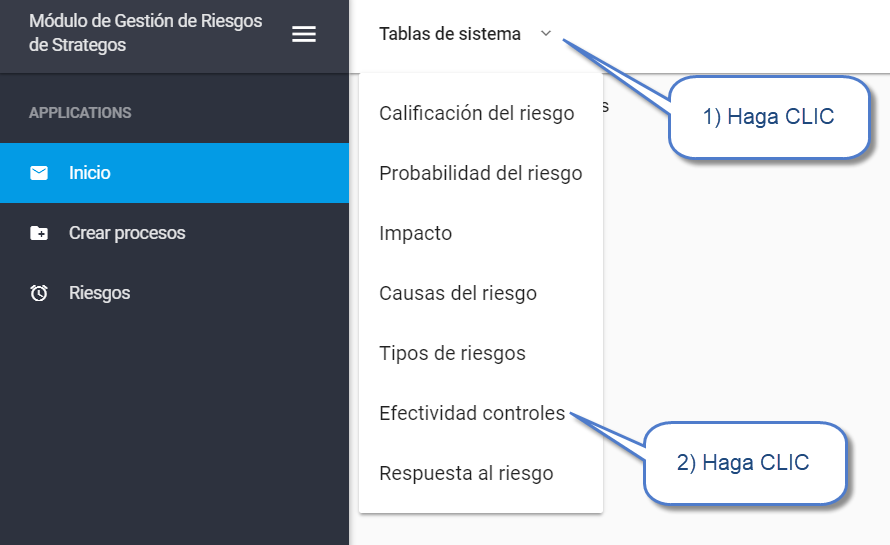 Módulo de Gestión de Riesgos
de Strategos
Tablas de sistema
1) Haga CLIC
APPLICATIONS
Inicio
Crear procesos
Riesgos
Calificación del riesgo
s
Probabilidad del riesgo
Impacto
Causas del riesgo
Tipos de riesgos
Efectividad controles
Respuesta al riesgo
2) Haga CLIC